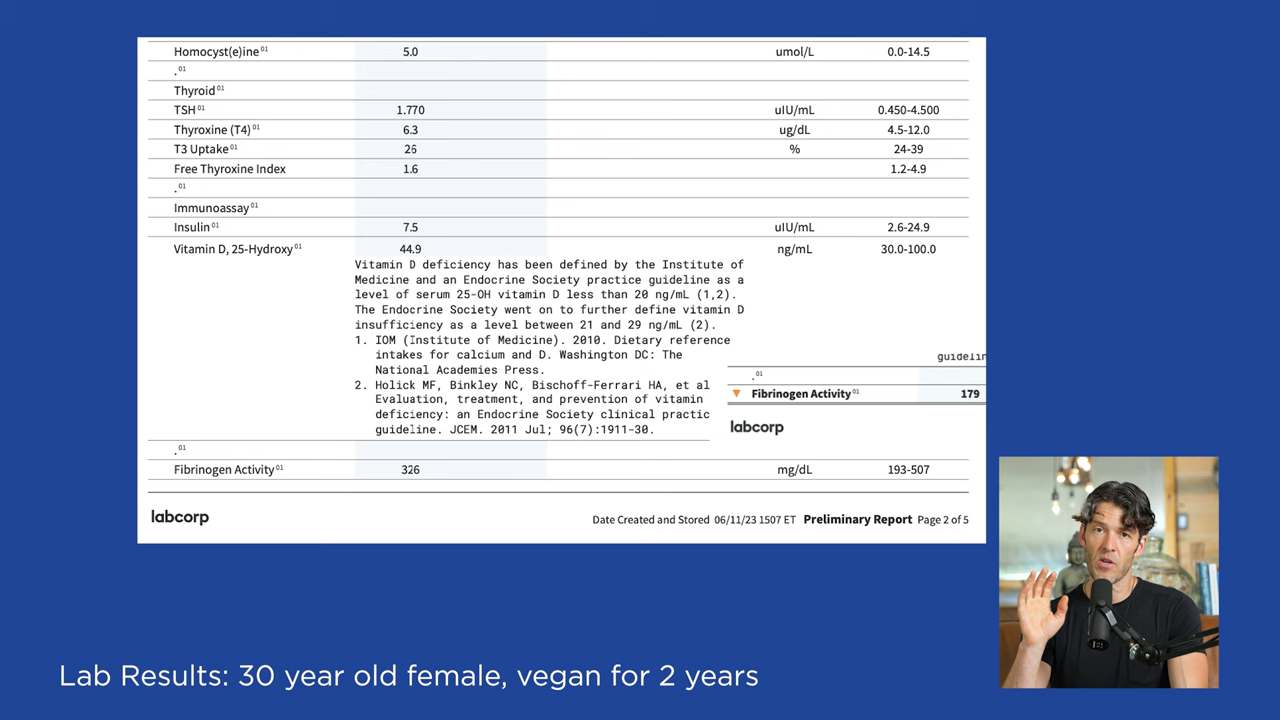 Homocyst(e)ine 01 5.0 umol/L 0.0-14.5
. 01
Thyroid 01
TSH 01 1.770 uIU/mL 0.450-4.500
Thyroxine (T4) 01 6.3 ug/dL 4.5-12.0
T3 Uptake 01 26 % 24-39
Free Thyroxine Index 1.6 1.2-4.9
. 01
Immunoassay 01
Insulin 01 7.5 uIU/mL 2.6-24.9
Vitamin D, 25-Hydroxy 01 44.9 ng/mL 30.0-100.0
Vitamin D deficiency has been defined by the Institute of
Medicine and an Endocrine Society practice guideline as a
level of serum 25-OH vitamin D less than 20 ng/mL (1,2).
The Endocrine Society went on to further define vitamin D
insufficiency as a level between 21 and 29 ng/mL (2).
1. IOM (Institute of Medicine). 2010. Dietary reference
intakes for calcium and D. Washington DC: The
National Academies Press.
2. Holick MF, Binkley NC, Bischoff-Ferrari HA, et al
Evaluation, treatment, and prevention of vitamin
deficiency: an Endocrine Society clinical practic
guideline. JCEM. 2011 Jul; 96(7):1911-30.
guidelin
. 01
Fibrinogen Activity 01 179
labcorp
. 01
Fibrinogen Activity 01 326 mg/dL 193-507
labcorp
Date Created and Stored 06/11/23 1507 ET Preliminary Report Page 2 of 5
Lab Results: 30 year old female, vegan for 2 years